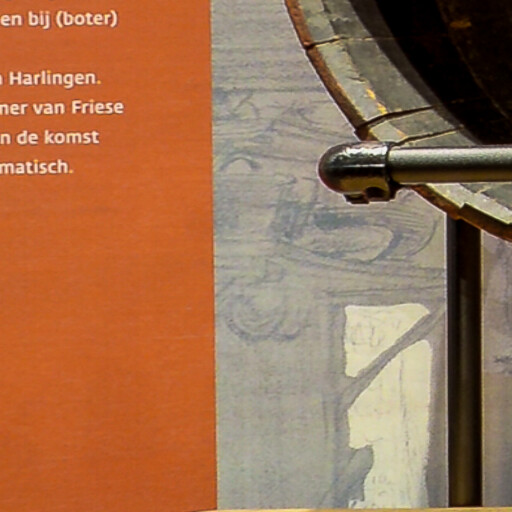 en bij (boter)
Harlingen.
ner van Friese
n de komst
matisch.